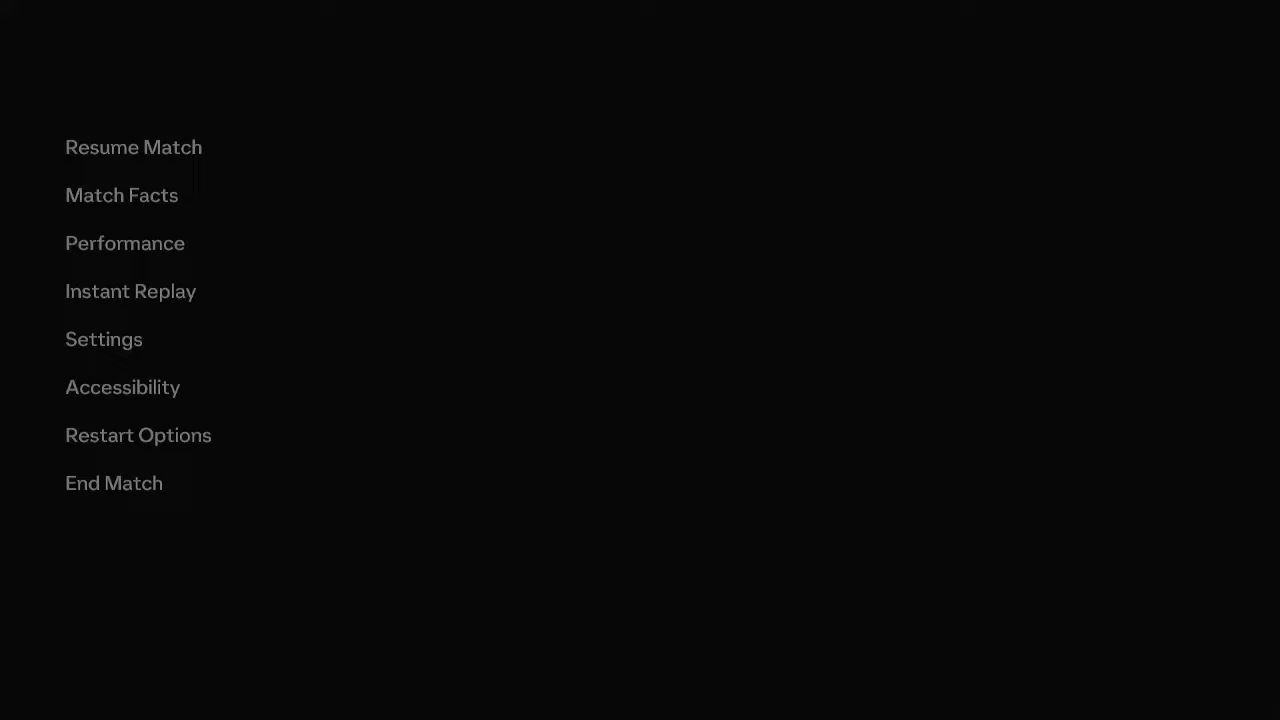 Resume Match
Match Facts
Performance
Instant Replay
Settings
Accessibility
Restart Options
End Match